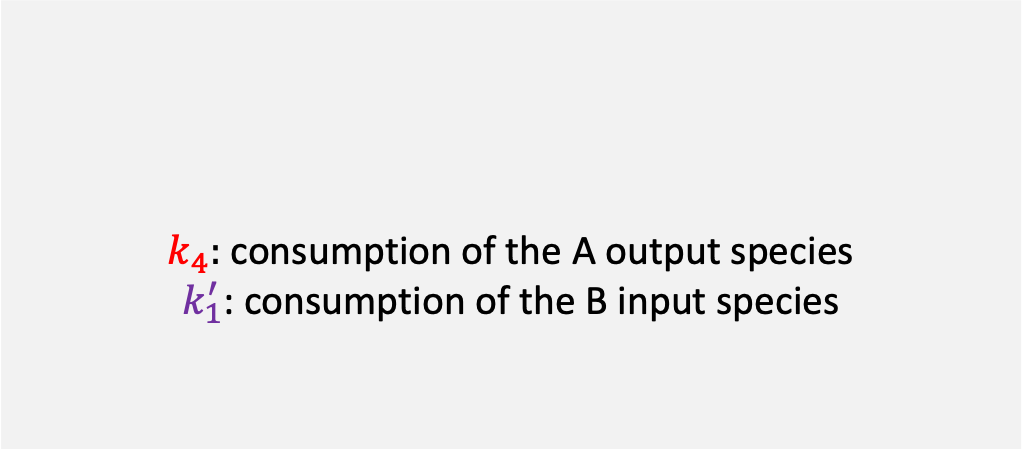 k₄: consumption of the A output species
k₁′: consumption of the B input species